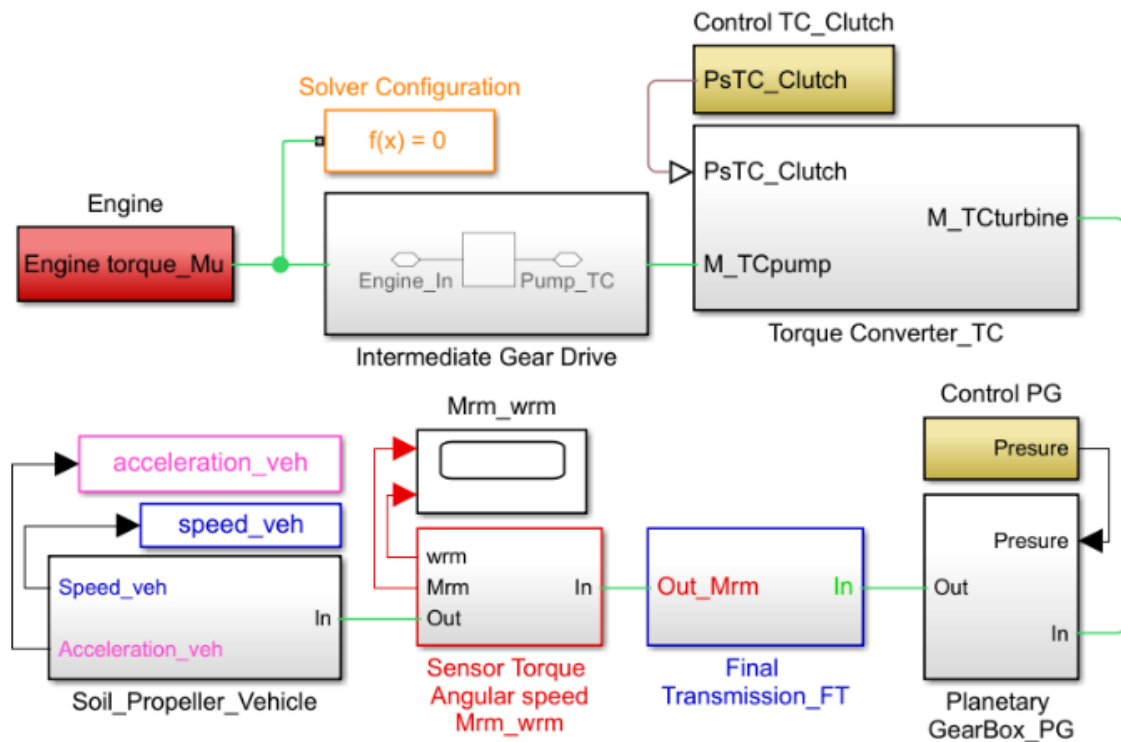 Control TC_Clutch
PsTC_Clutch
Solver Configuration
f(x) = 0
PsTC_Clutch
M_TCturbine
M_TCpump
Torque Converter_TC
Engine
Engine torque_Mu
Engine_In
Pump_TC
Intermediate Gear Drive
Mrm_wrm
Control PG
Presure
acceleration_veh
speed_veh
Speed_veh
In
Acceleration_veh
Soil_Propeller_Vehicle
wrm
Mrm
In
Out
Sensor Torque
Angular speed
Mrm_wrm
Out_Mrm
In
Final
Transmission_FT
Presure
Out
In
Planetary
GearBox_PG